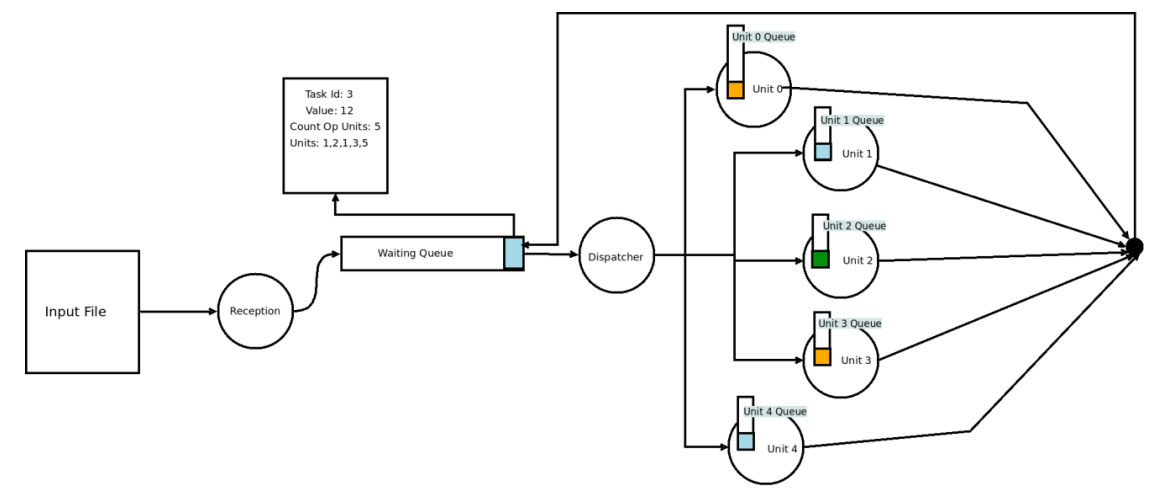 Unit 0 Queue
Unit 0
Task Id: 3
Value: 12
Count Op Units: 5
Units: 1,2,1,3,5
Unit 1 Queue
Unit 1
Waiting Queue
Dispatcher
Unit 2 Queue
Unit 2
Input File
Reception
Unit 3 Queue
Unit 3
Unit 4 Queue
Unit 4